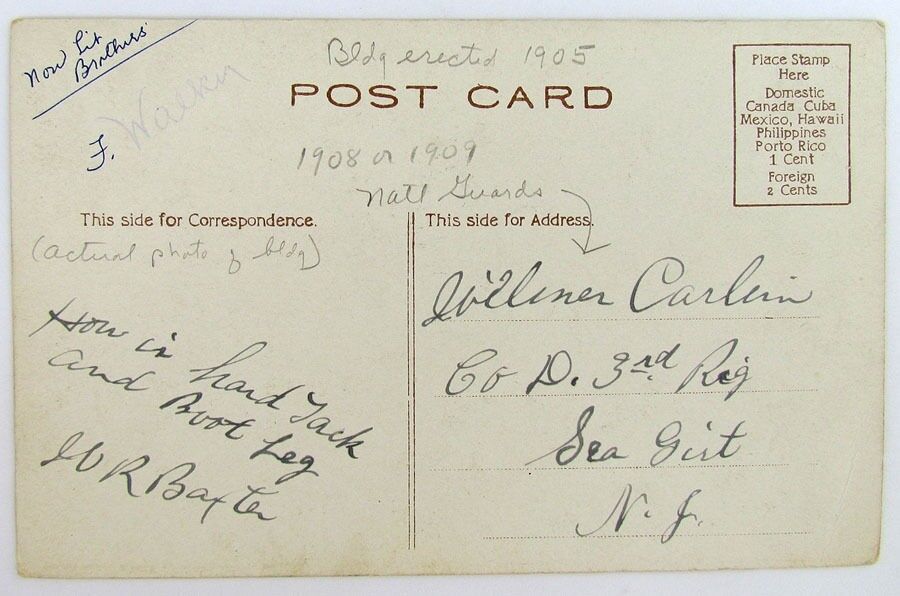 Now Lit
Brothers
F. Walker
Bldg erected 1905
POST CARD
1908 or 1909
Natl Guards
Place Stamp
Here
Domestic
Canada Cuba
Mexico, Hawaii
Philippines
Porto Rico
1 Cent
Foreign
2 Cents
This side for Correspondence.
(actual photo of bldg)
How is hard Tack
and Boot Leg
W R Baxter
This side for Address.
Carlin
Co D. 3rd Reg
Sea Girt
N. J.